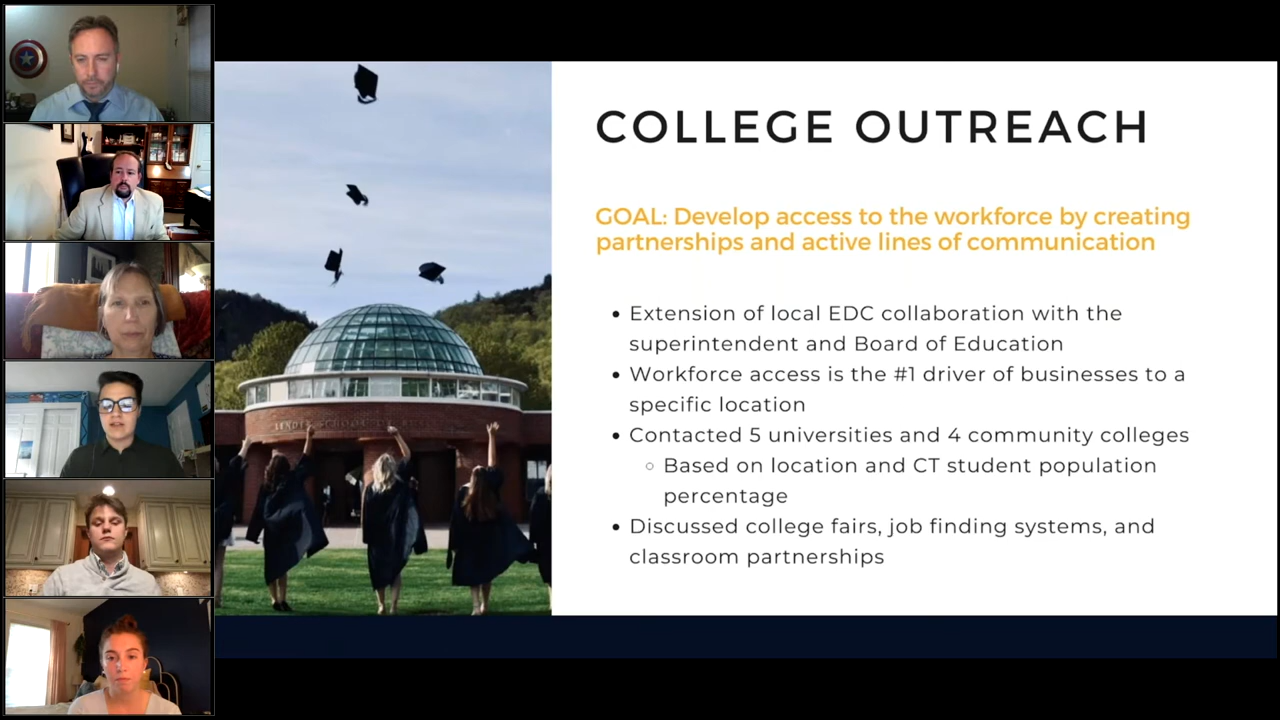 COLLEGE OUTREACH
GOAL: Develop access to the workforce by creating
partnerships and active lines of communication
• Extension of local EDC collaboration with the
superintendent and Board of Education
• Workforce access is the #1 driver of businesses to a
specific location
• Contacted 5 universities and 4 community colleges
◦ Based on location and CT student population
percentage
• Discussed college fairs, job finding systems, and
classroom partnerships